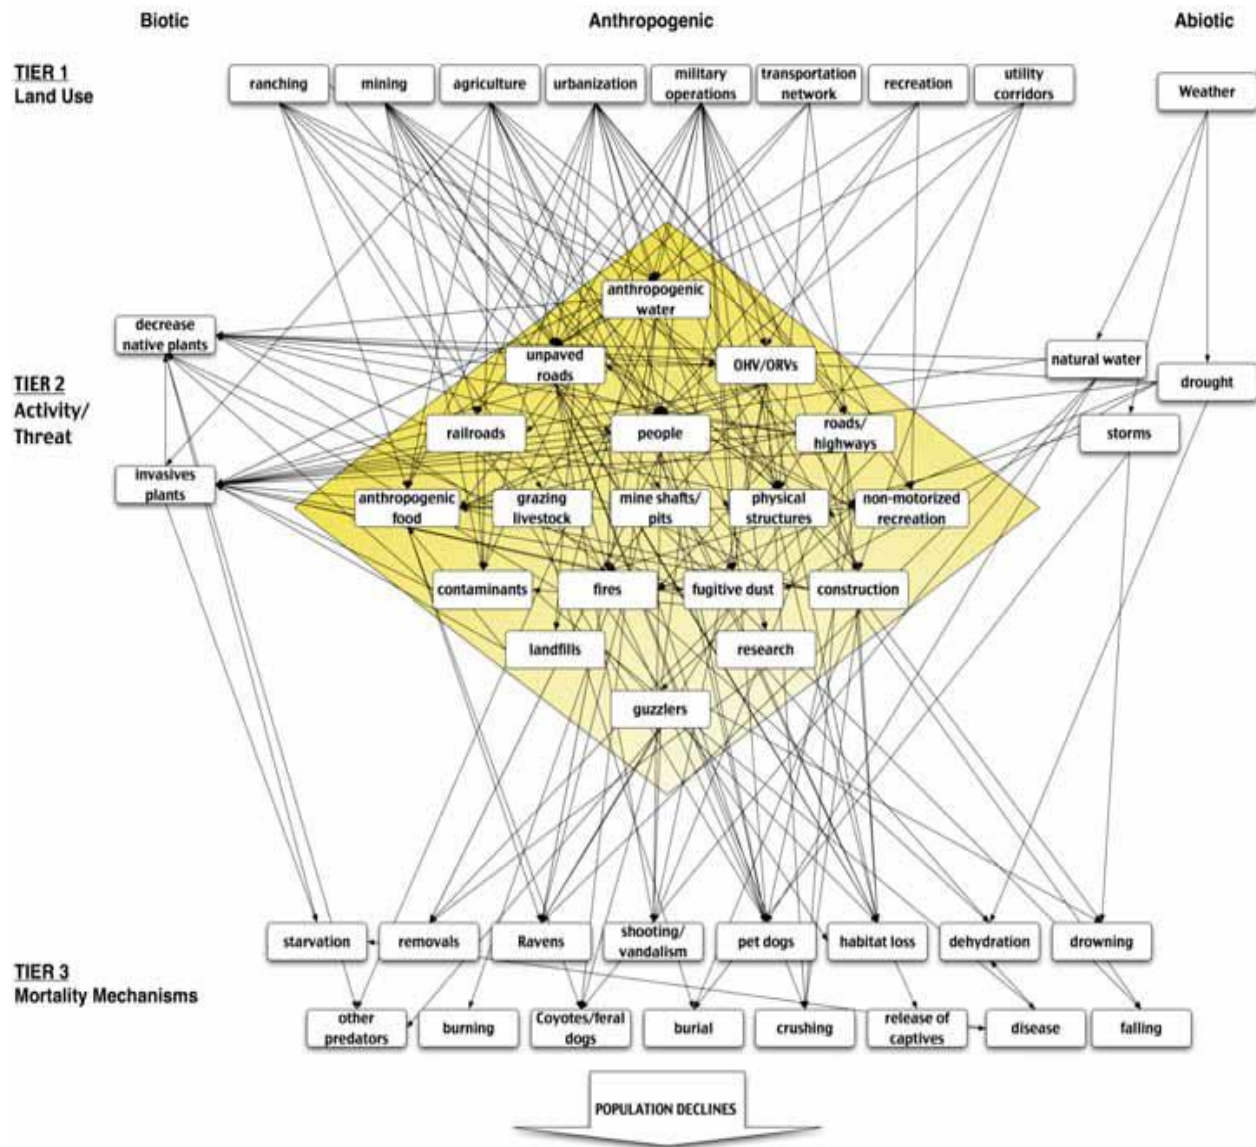 Biotic
Anthropogenic
Abiotic
TIER 1
Land Use
ranching
mining
agriculture
urbanization
military
operations
transportation
network
recreation
utility
corridors
Weather
anthropogenic
water
decrease
native plants
unpaved
roads
OHV/ORVs
natural water
drought
TIER 2
Activity/
Threat
railroads
people
roads/
highways
storms
invasives
plants
anthropogenic
food
grazing
livestock
mine shafts/
pits
physical
structures
non-motorized
recreation
contaminants
fires
fugitive dust
construction
landfills
research
guzzlers
starvation
removals
Ravens
shooting/
vandalism
pet dogs
habitat loss
dehydration
drowning
TIER 3
Mortality Mechanisms
other
predators
burning
Coyotes/feral
dogs
burial
crushing
release of
captives
disease
falling
POPULATION DECLINES